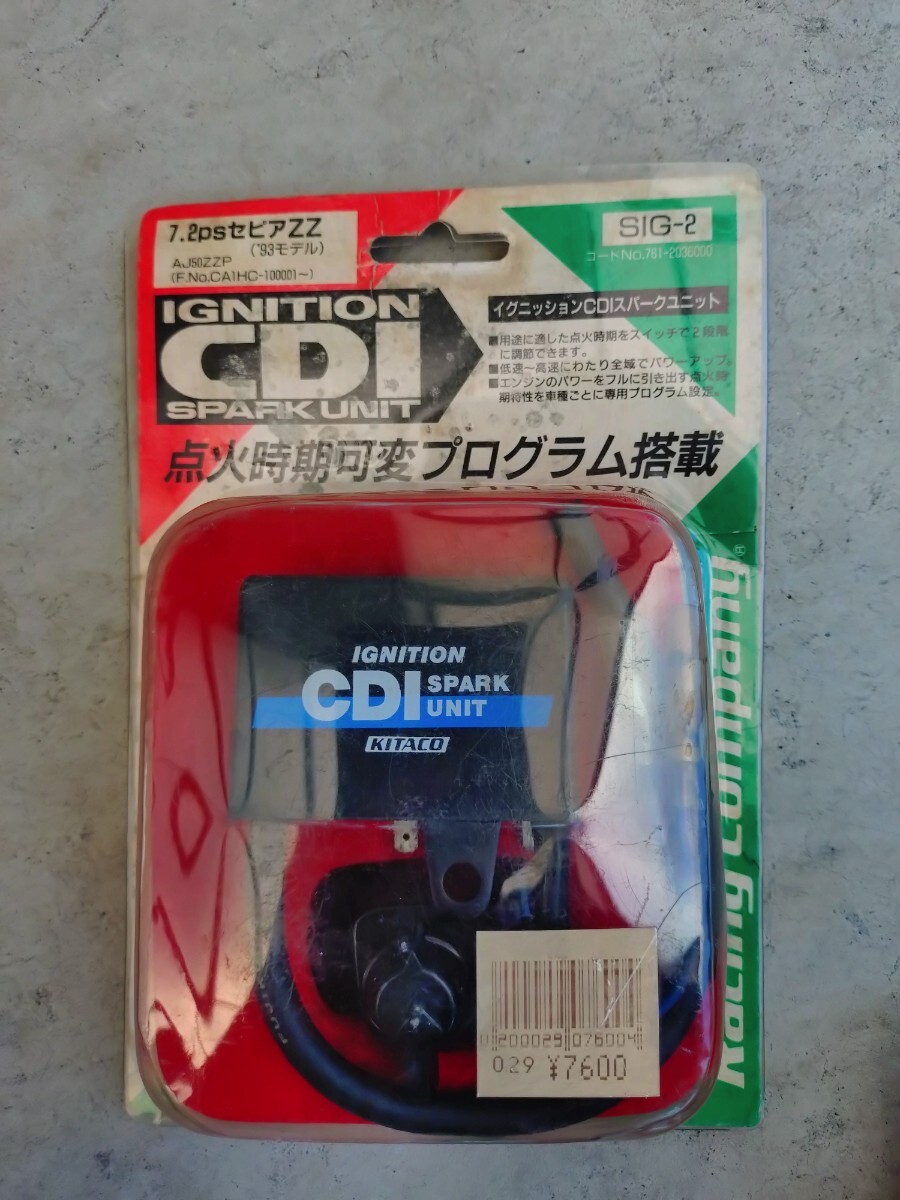 7.2psセピアZZ
('93モデル)
AJ50ZZP
(F.No.CA1HC-100001〜)
SIG-2
コードNo.761-2036000
IGNITION
CDI
SPARK UNIT
イグニッションCDIスパークユニット
■用途に適した点火時期をスイッチで2段階
に調節できます。
■低速〜高速にわたり全域でパワーアップ。
■エンジンのパワーをフルに引き出す点火時
期特性を車種ごとに専用プログラム設定。
点火時期可変プログラム搭載
IGNITION
CDI SPARK
UNIT
KITACO
Racing Company®
0 200029 076004
029 ¥7600